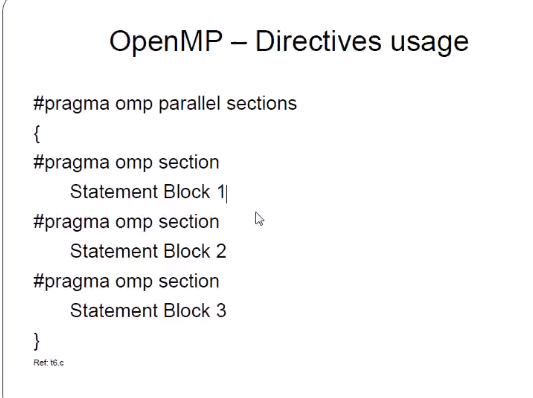 OpenMP – Directives usage
#pragma omp parallel sections
{
#pragma omp section
Statement Block 1
#pragma omp section
Statement Block 2
#pragma omp section
Statement Block 3
}
Ref: t6.c